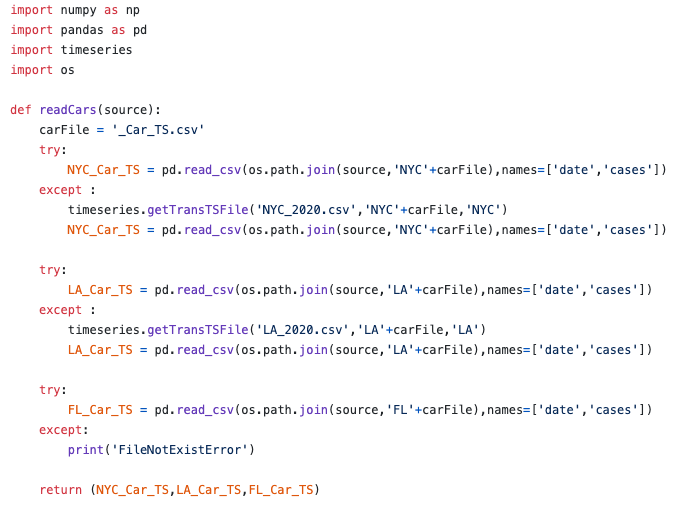 import numpy as np
import pandas as pd
import timeseries
import os

def readCars(source):
    carFile = '_Car_TS.csv'
    try:
        NYC_Car_TS = pd.read_csv(os.path.join(source,'NYC'+carFile),names=['date','cases'])
    except :
        timeseries.getTransTSFile('NYC_2020.csv','NYC'+carFile,'NYC')
        NYC_Car_TS = pd.read_csv(os.path.join(source,'NYC'+carFile),names=['date','cases'])

    try:
        LA_Car_TS = pd.read_csv(os.path.join(source,'LA'+carFile),names=['date','cases'])
    except :
        timeseries.getTransTSFile('LA_2020.csv','LA'+carFile,'LA')
        LA_Car_TS = pd.read_csv(os.path.join(source,'LA'+carFile),names=['date','cases'])

    try:
        FL_Car_TS = pd.read_csv(os.path.join(source,'FL'+carFile),names=['date','cases'])
    except:
        print('FileNotExistError')

    return (NYC_Car_TS,LA_Car_TS,FL_Car_TS)